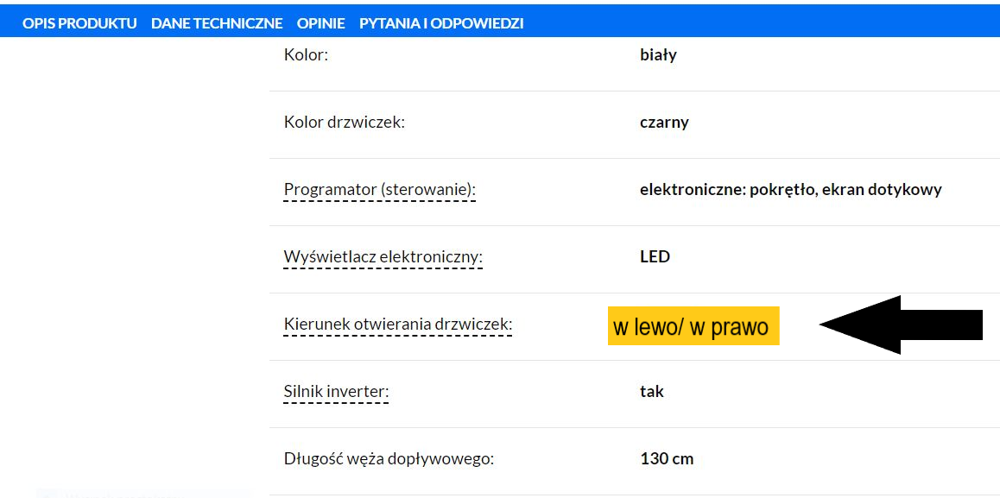 OPIS PRODUKTU DANE TECHNICZNE OPINIE PYTANIA I ODPOWIEDZI
Kolor: biały
Kolor drzwiczek: czarny
Programator (sterowanie): elektroniczne: pokrętło, ekran dotykowy
Wyświetlacz elektroniczny: LED
Kierunek otwierania drzwiczek: w lewo/ w prawo
Silnik inverter: tak
Długość węża dopływowego: 130 cm